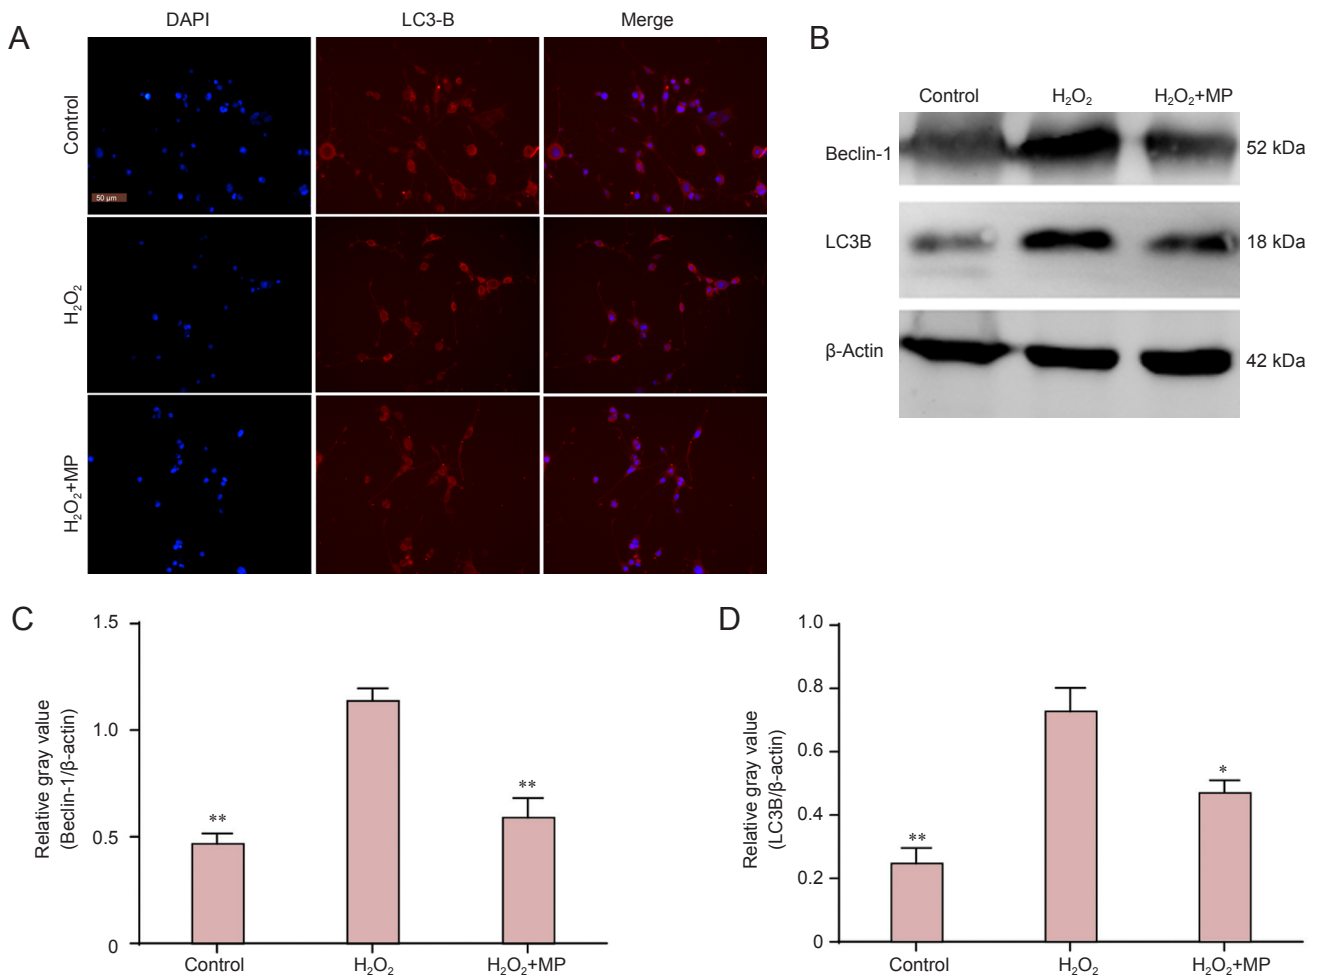 A
DAPI
LC3-B
Merge
Control
50 μm
H₂O₂
H₂O₂+MP
B
Control
H₂O₂
H₂O₂+MP
Beclin-1
52 kDa
LC3B
18 kDa
β-Actin
42 kDa
C
Relative gray value
(Beclin-1/β-actin)
1.5
1.0
0.5
0
**
**
Control
H₂O₂
H₂O₂+MP
D
Relative gray value
(LC3B/β-actin)
1.0
0.8
0.6
0.4
0.2
0
**
*
Control
H₂O₂
H₂O₂+MP